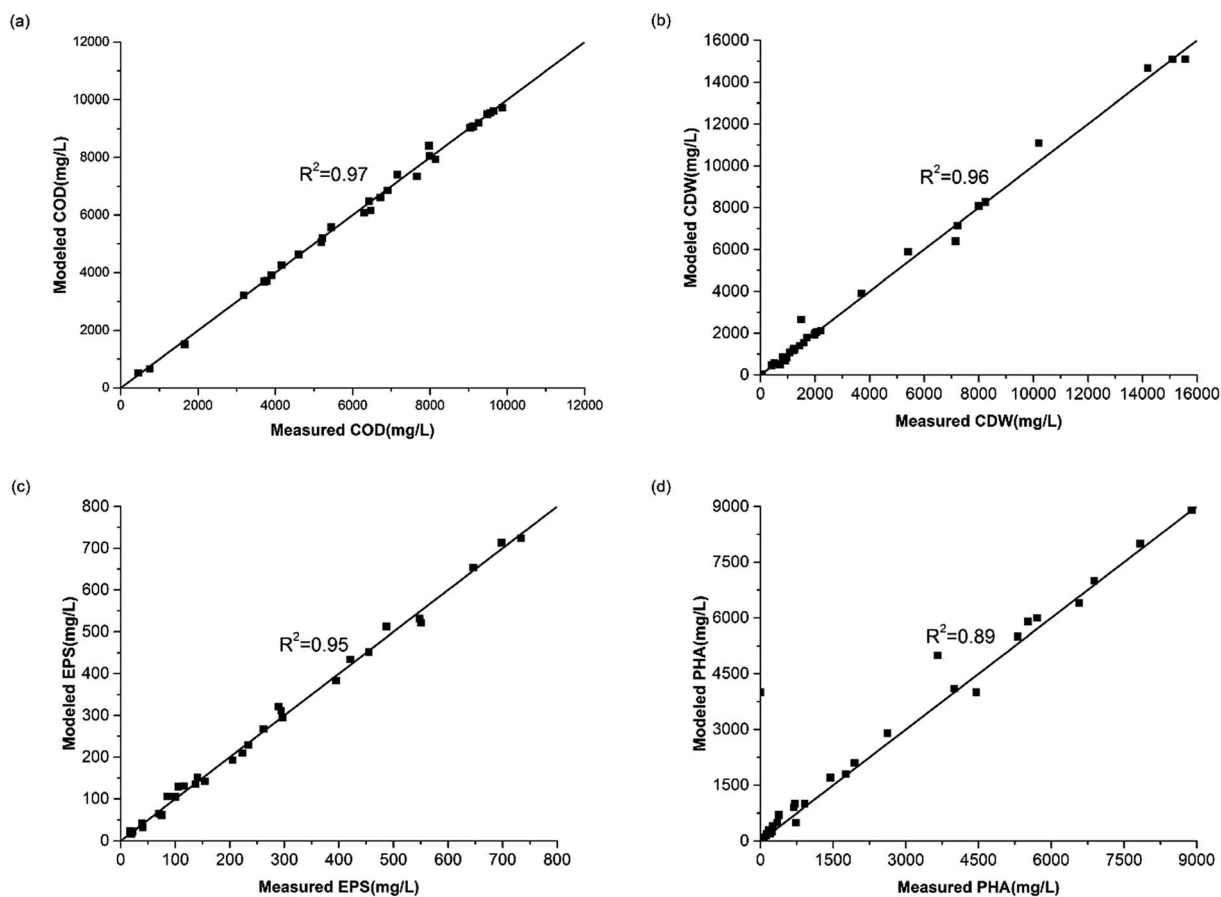 (a)
12000
10000
8000
6000
4000
2000
0
Modeled COD(mg/L)
R²=0.97
0 2000 4000 6000 8000 10000 12000
Measured COD(mg/L)
(b)
16000
14000
12000
10000
8000
6000
4000
2000
0
Modeled CDW(mg/L)
R²=0.96
0 2000 4000 6000 8000 10000 12000 14000 16000
Measured CDW(mg/L)
(c)
800
700
600
500
400
300
200
100
0
Modeled EPS(mg/L)
R²=0.95
0 100 200 300 400 500 600 700 800
Measured EPS(mg/L)
(d)
9000
7500
6000
4500
3000
1500
0
Modeled PHA(mg/L)
R²=0.89
0 1500 3000 4500 6000 7500 9000
Measured PHA(mg/L)